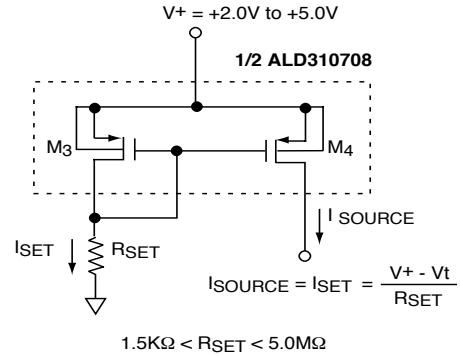 V+ = +2.0V to +5.0V
1/2 ALD310708
M3
M4
I SOURCE
ISET
RSET
ISOURCE = ISET = V+ - Vt
RSET
1.5KΩ < RSET < 5.0MΩ